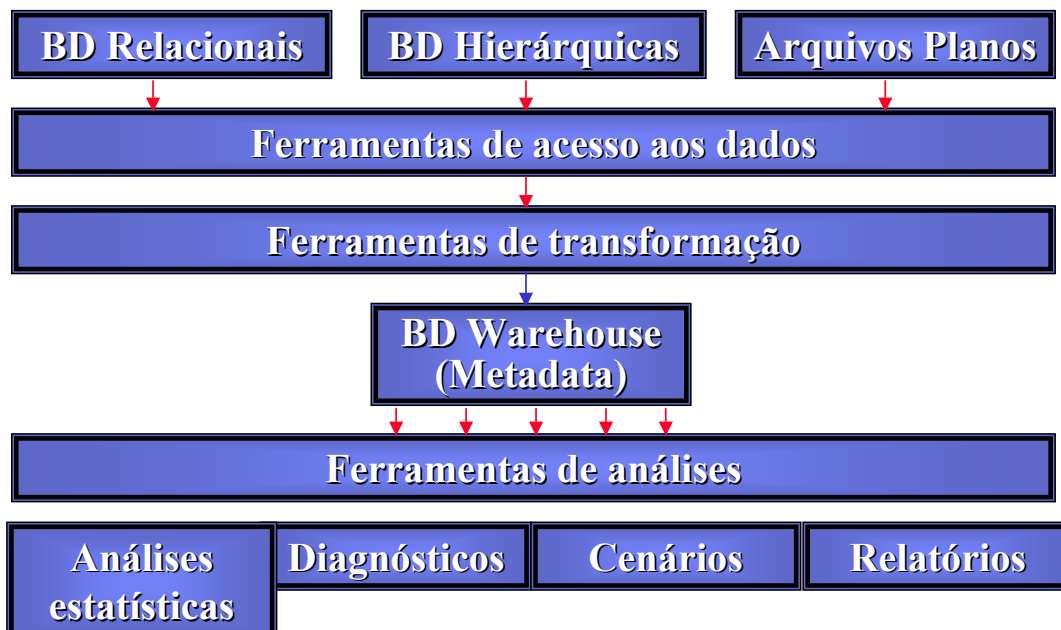 BD Relacionais
BD Hierárquicas
Arquivos Planos
Ferramentas de acesso aos dados
Ferramentas de transformação
BD Warehouse
(Metadata)
Ferramentas de análises
Análises
estatísticas
Diagnósticos
Cenários
Relatórios